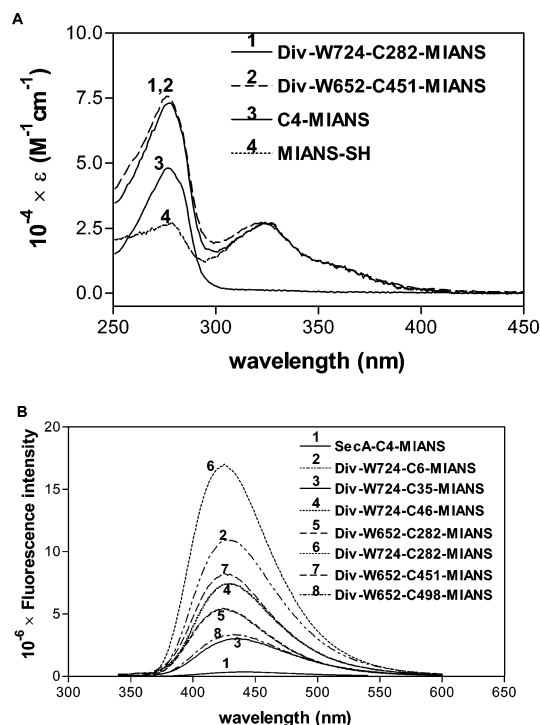 A
10⁻⁴ × ε (M⁻¹cm⁻¹)
10.0
7.5
5.0
2.5
0.0
1,2
3
4
1 Div-W724-C282-MIANS
2 Div-W652-C451-MIANS
3 C4-MIANS
4 MIANS-SH
250 300 350 400 450
wavelength (nm)
B
10⁻⁶ × Fluorescence intensity
20
15
10
5
0
6
2
7
4
5
8
3
1
1 SecA-C4-MIANS
2 Div-W724-C6-MIANS
3 Div-W724-C35-MIANS
4 Div-W724-C46-MIANS
5 Div-W652-C282-MIANS
6 Div-W724-C282-MIANS
7 Div-W652-C451-MIANS
8 Div-W652-C498-MIANS
300 350 400 450 500 550 600 650
wavelength (nm)